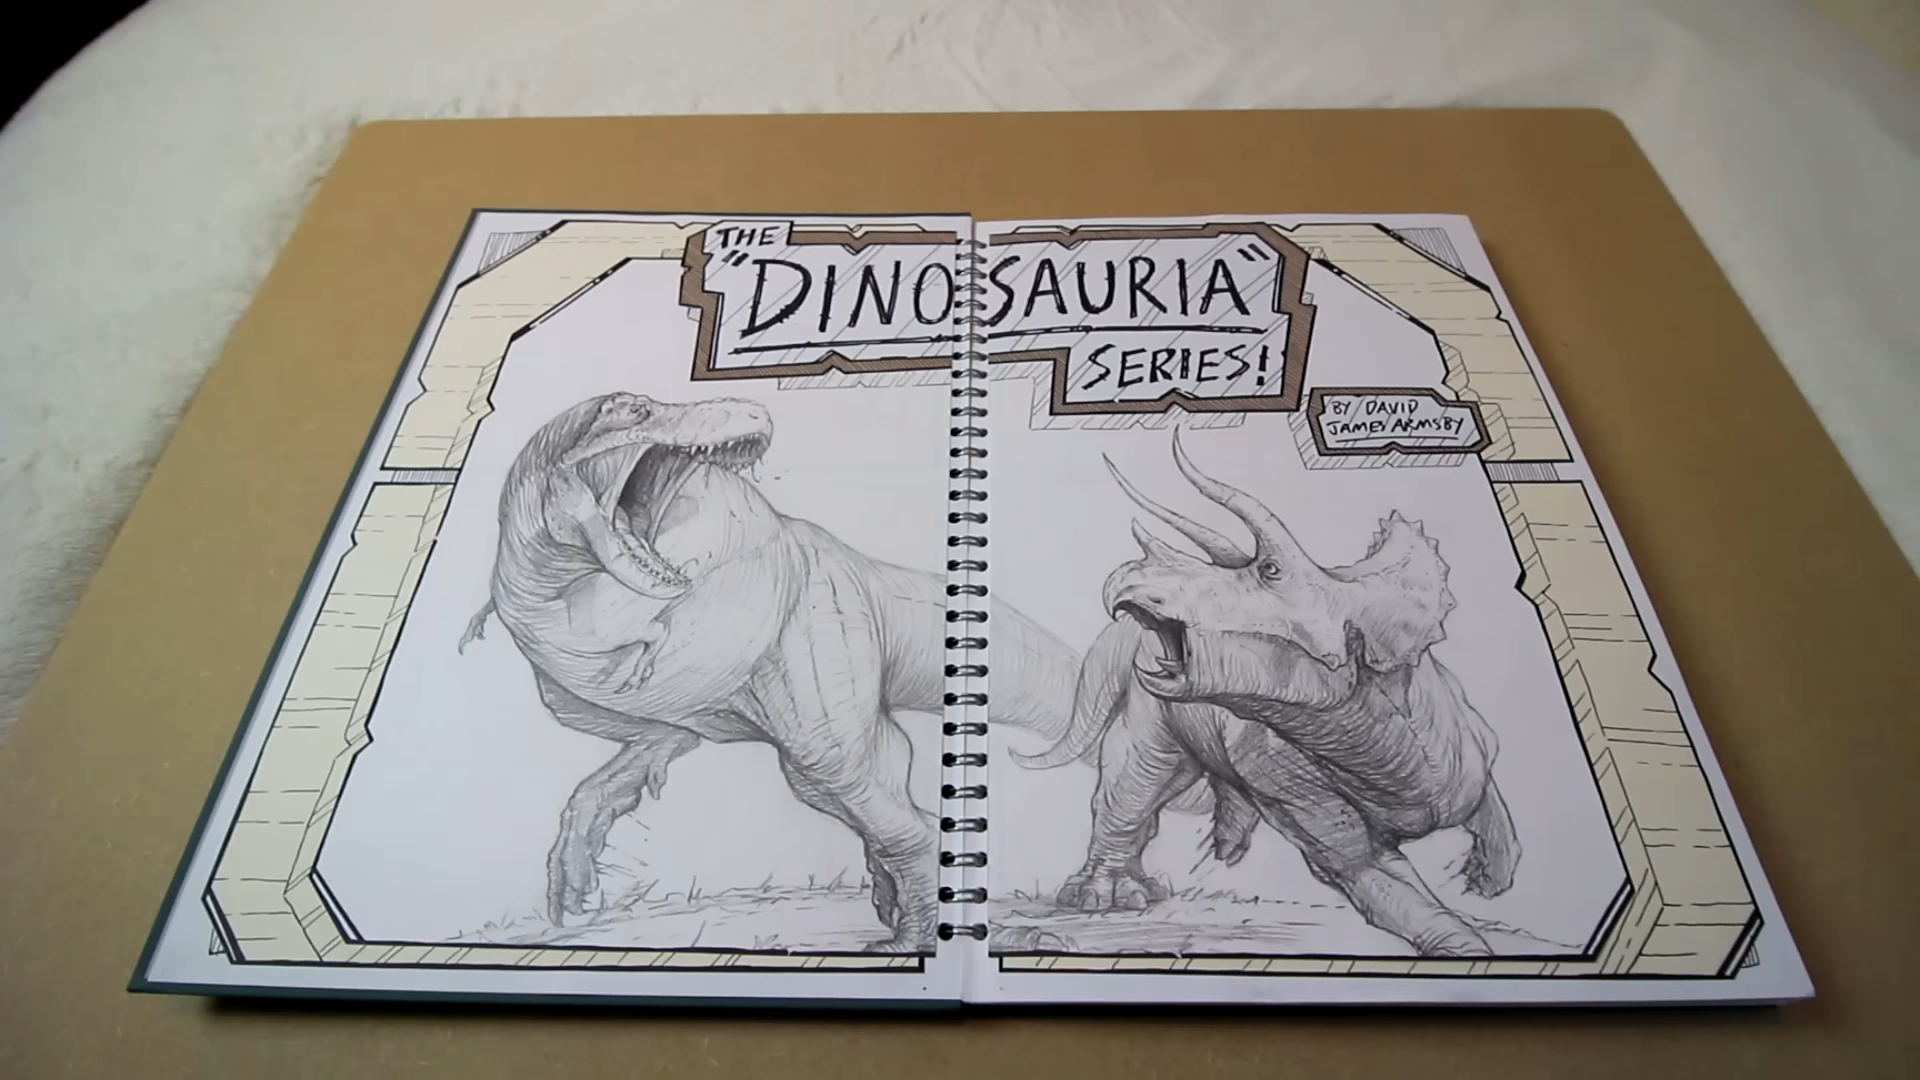 THE
"DINOSAURIA"
SERIES!
BY DAVID
JAMES ARMSBY